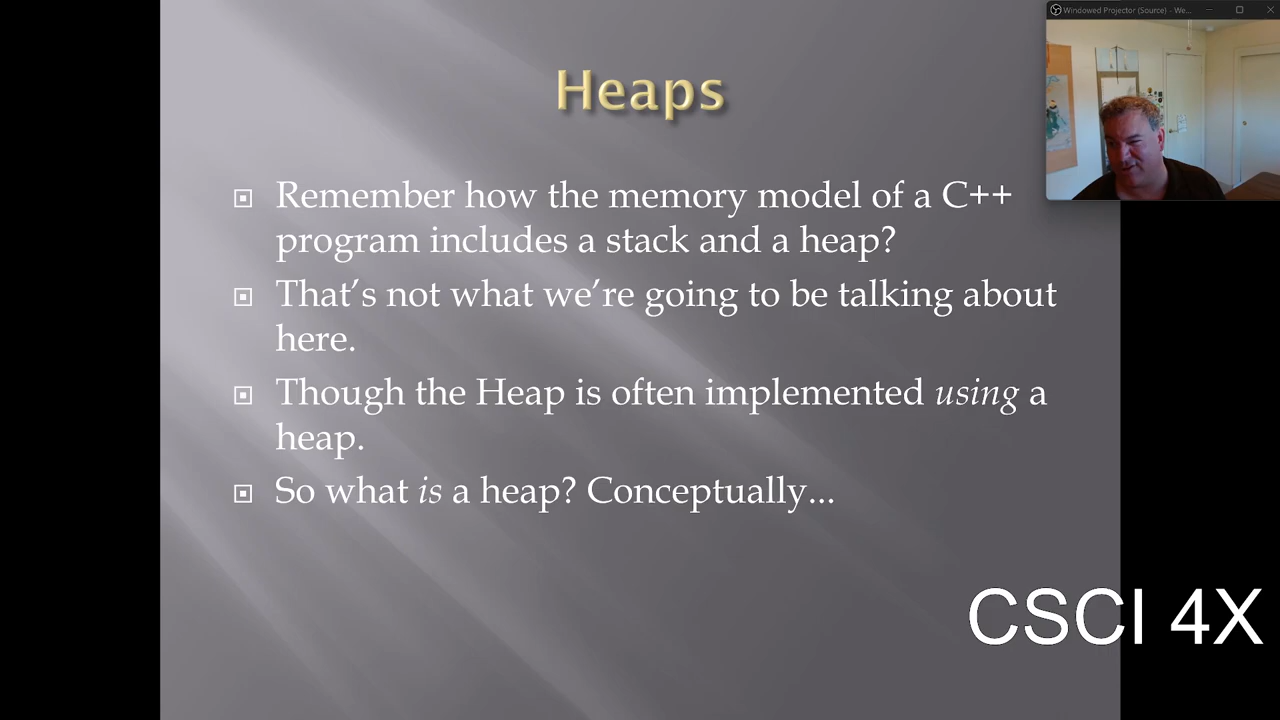 Windowed Projector (Source) - We...
Heaps
Remember how the memory model of a C++
program includes a stack and a heap?
That's not what we're going to be talking about
here.
Though the Heap is often implemented using a
heap.
So what is a heap? Conceptually...
CSCI 4X